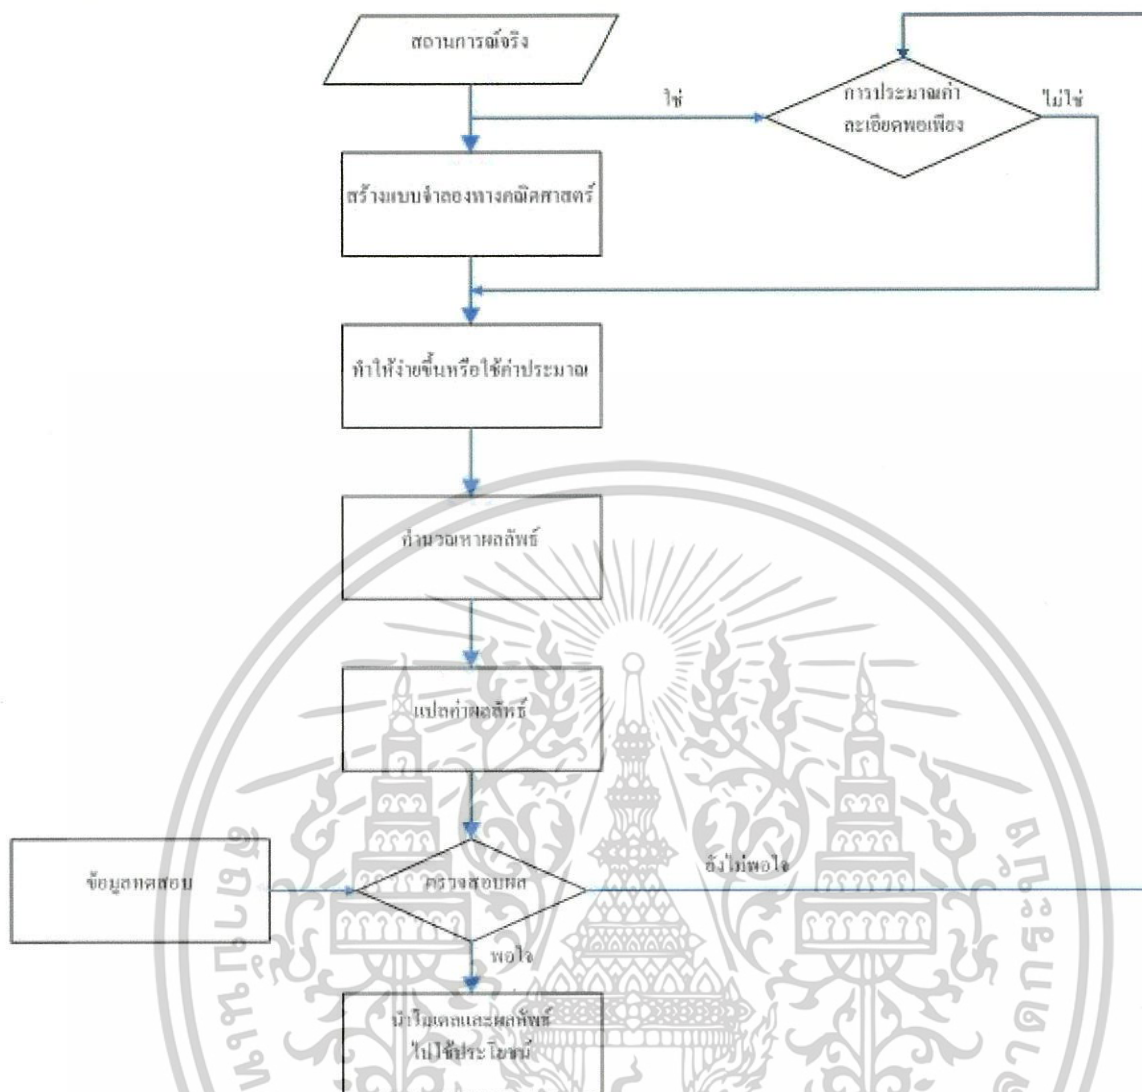 สถานการณ์จริง
การประมาณค่า
ละเอียดพอเพียง
ใช่
ไม่ใช่
สร้างแบบจำลองทางคณิตศาสตร์
ทำให้ง่ายขึ้นหรือใช้ค่าประมาณ
คำนวณหาผลลัพธ์
แปลค่าผลลัพธ์
ข้อมูลทดสอบ
ตรวจสอบผล
ยังไม่พอใจ
พอใจ
นำโมเดลและผลลัพธ์
ไปใช้ประโยชน์